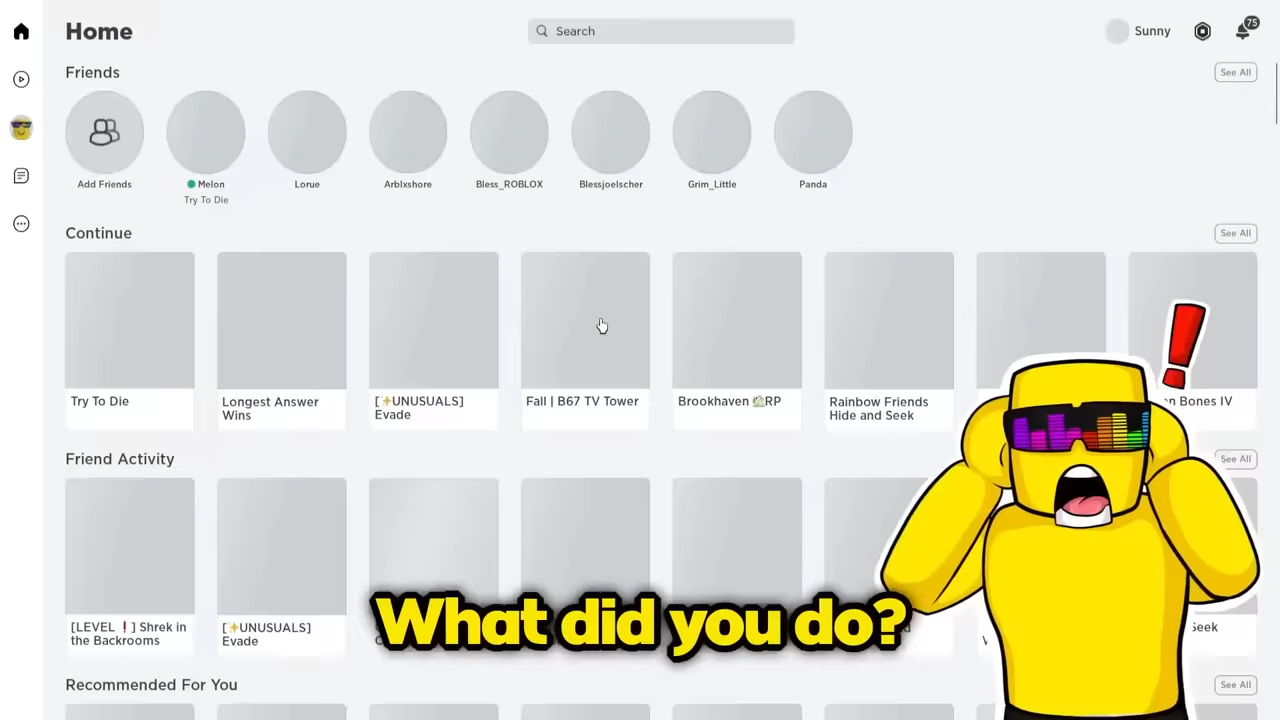 Home
Search
Sunny
75
Friends
See All
Add Friends
Melon
Try To Die
Lorue
Arblxshore
Bless_ROBLOX
Blessjoelscher
Grim_Little
Panda
Continue
See All
Try To Die
Longest Answer
Wins
[✨UNUSUALS]
Evade
Fall | B67 TV Tower
Brookhaven 🏡RP
Rainbow Friends
Hide and Seek
Bones IV
Friend Activity
See All
[LEVEL❗] Shrek in
the Backrooms
[✨UNUSUALS]
Evade
Seek
What did you do?
Recommended For You
See All